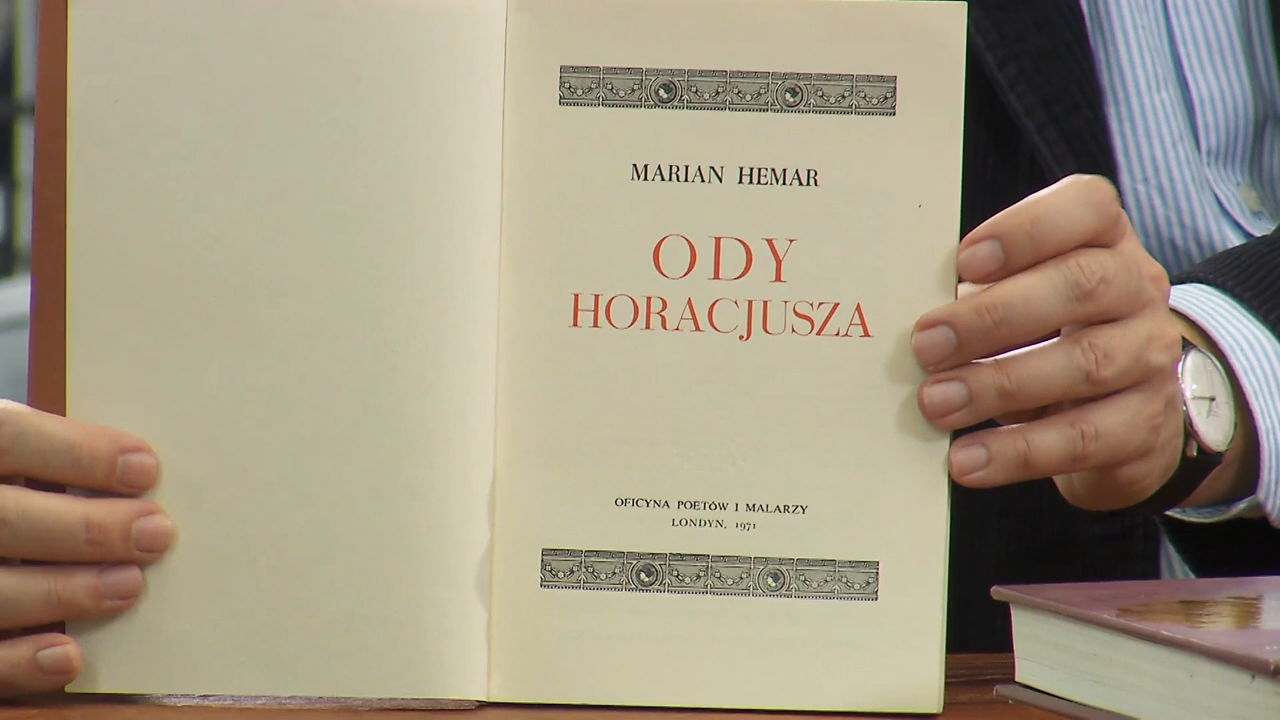 MARIAN HEMAR
ODY
HORACJUSZA
OFICYNA POETÓW I MALARZY
LONDYN, 1971